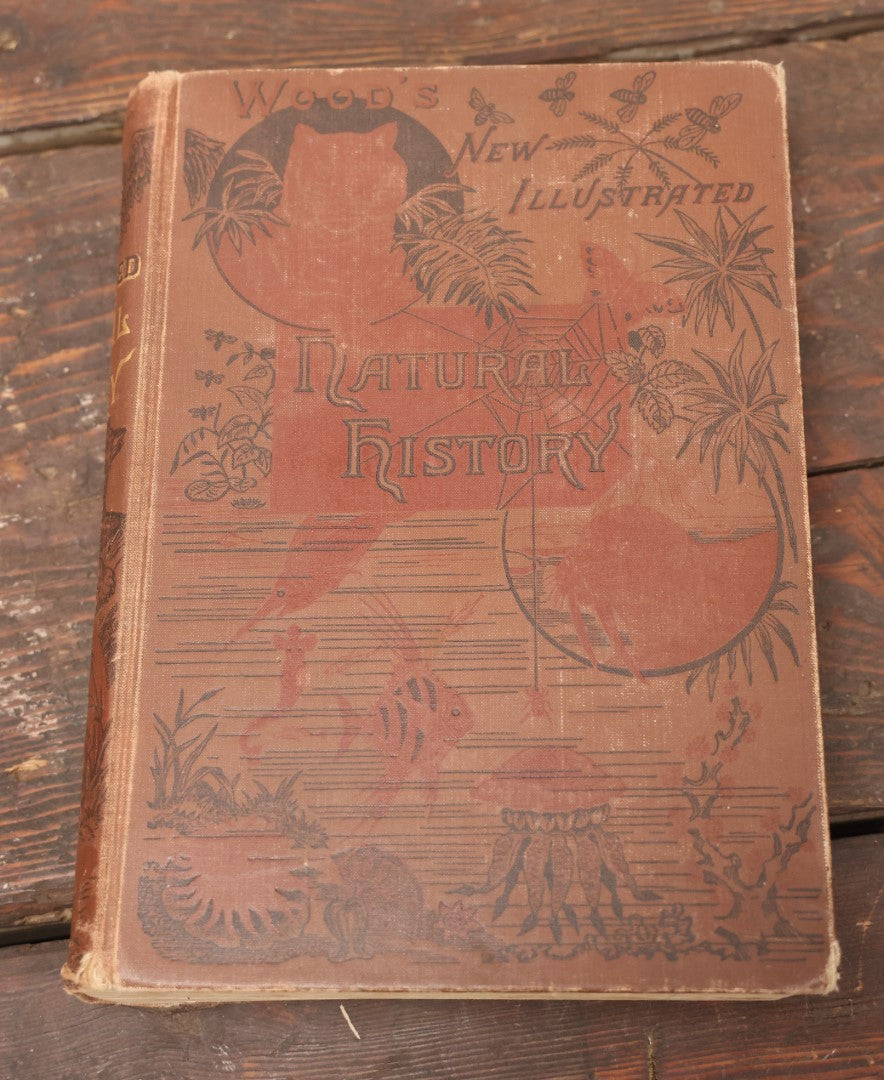 WOOD'S
NEW
ILLUSTRATED
NATURAL
HISTORY